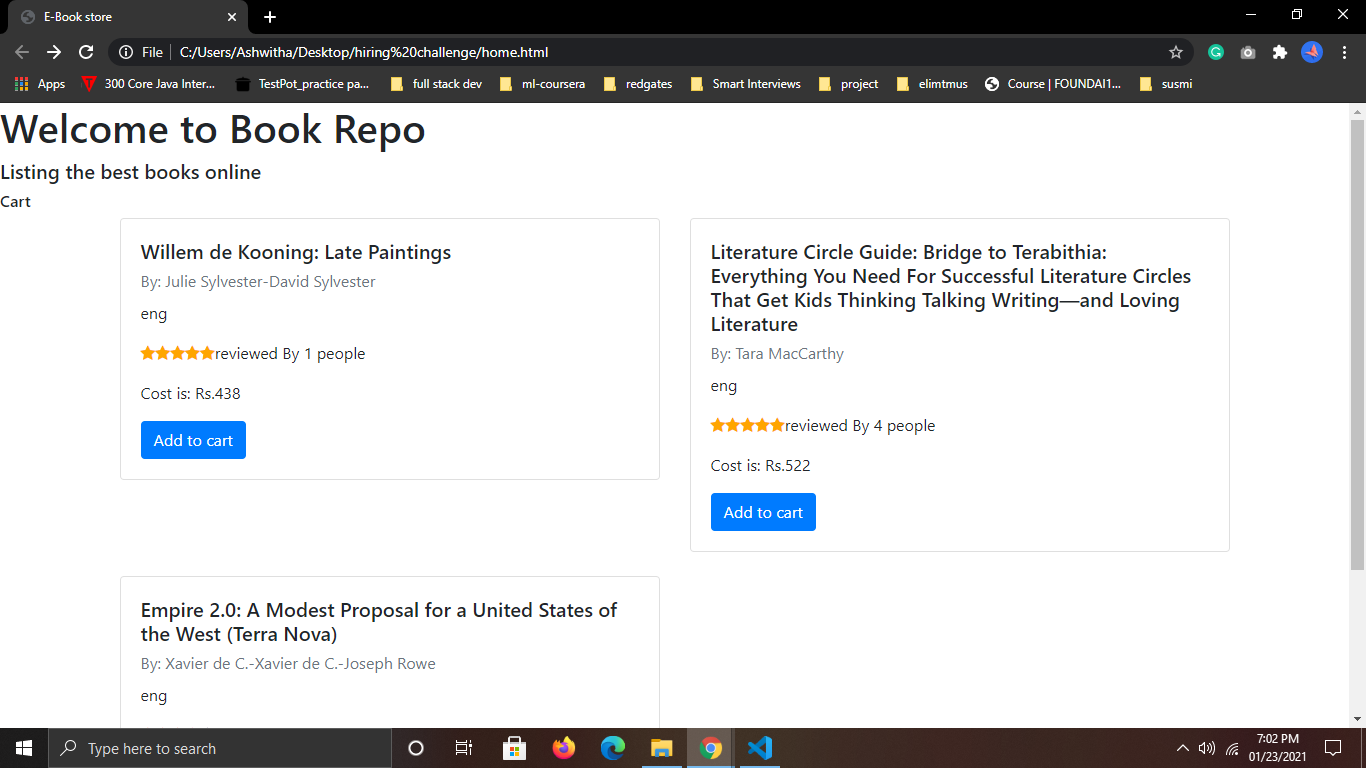 E-Book store
File
C:/Users/Ashwitha/Desktop/hiring%20challenge/home.html
Apps
300 Core Java Inter...
TestPot_practice pa...
full stack dev
ml-coursera
redgates
Smart Interviews
project
elimtmus
Course | FOUNDAI1...
susmi
Welcome to Book Repo
Listing the best books online
Cart
Willem de Kooning: Late Paintings
By: Julie Sylvester-David Sylvester
eng
reviewed By 1 people
Cost is: Rs.438
Add to cart
Literature Circle Guide: Bridge to Terabithia:
Everything You Need For Successful Literature Circles
That Get Kids Thinking Talking Writing—and Loving
Literature
By: Tara MacCarthy
eng
reviewed By 4 people
Cost is: Rs.522
Add to cart
Empire 2.0: A Modest Proposal for a United States of
the West (Terra Nova)
By: Xavier de C.-Xavier de C.-Joseph Rowe
eng
Type here to search
7:02 PM
01/23/2021